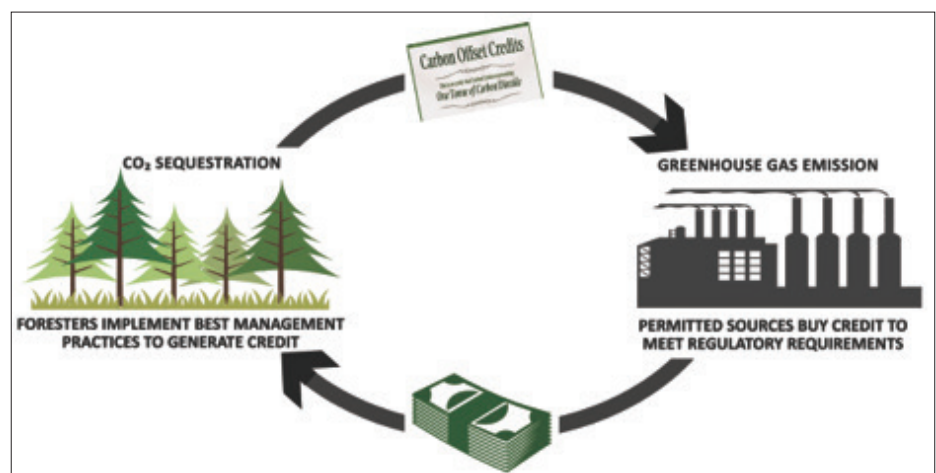 Carbon Offset Credits
One Tonne of Carbon Dioxide
CO₂ SEQUESTRATION
GREENHOUSE GAS EMISSION
FORESTERS IMPLEMENT BEST MANAGEMENT
PRACTICES TO GENERATE CREDIT
PERMITTED SOURCES BUY CREDIT TO
MEET REGULATORY REQUIREMENTS